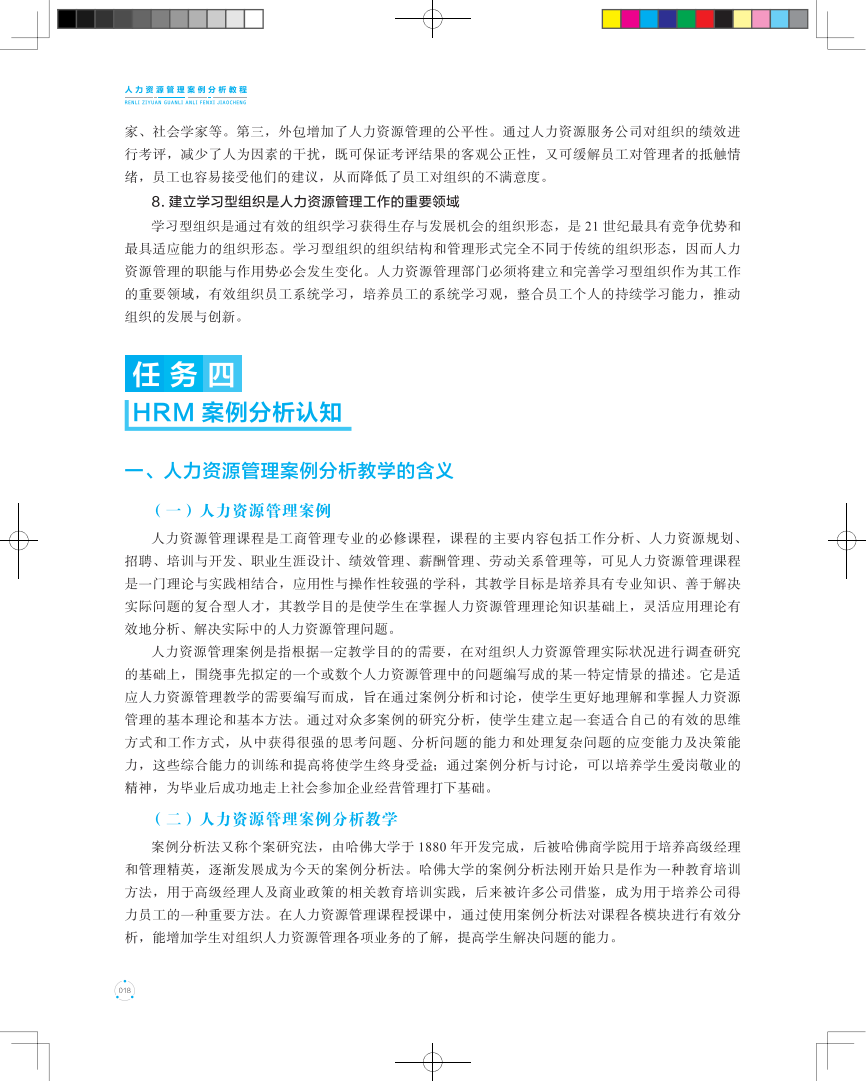 人力资源管理案例分析教程
RENLI ZIYUAN GUANLI ANLI FENXI JIAOCHENG
家、社会学家等。第三，外包增加了人力资源管理的公平性。通过人力资源服务公司对组织的绩效进
行考评，减少了人为因素的干扰，既可保证考评结果的客观公正性，又可缓解员工对管理者的抵触情
绪，员工也容易接受他们的建议，从而降低了员工对组织的不满意度。
8. 建立学习型组织是人力资源管理工作的重要领域
学习型组织是通过有效的组织学习获得生存与发展机会的组织形态，是 21 世纪最具有竞争优势和
最具适应能力的组织形态。学习型组织的组织结构和管理形式完全不同于传统的组织形态，因而人力
资源管理的职能与作用势必会发生变化。人力资源管理部门必须将建立和完善学习型组织作为其工作
的重要领域，有效组织员工系统学习，培养员工的系统学习观，整合员工个人的持续学习能力，推动
组织的发展与创新。
任务四
HRM 案例分析认知
一、人力资源管理案例分析教学的含义
（一）人力资源管理案例
人力资源管理课程是工商管理专业的必修课程，课程的主要内容包括工作分析、人力资源规划、
招聘、培训与开发、职业生涯设计、绩效管理、薪酬管理、劳动关系管理等，可见人力资源管理课程
是一门理论与实践相结合，应用性与操作性较强的学科，其教学目标是培养具有专业知识、善于解决
实际问题的复合型人才，其教学目的是使学生在掌握人力资源管理理论知识基础上，灵活应用理论有
效地分析、解决实际中的人力资源管理问题。
人力资源管理案例是指根据一定教学目的的需要，在对组织人力资源管理实际状况进行调查研究
的基础上，围绕事先拟定的一个或数个人力资源管理中的问题编写成的某一特定情景的描述。它是适
应人力资源管理教学的需要编写而成，旨在通过案例分析和讨论，使学生更好地理解和掌握人力资源
管理的基本理论和基本方法。通过对众多案例的研究分析，使学生建立起一套适合自己的有效的思维
方式和工作方式，从中获得很强的思考问题、分析问题的能力和处理复杂问题的应变能力及决策能
力，这些综合能力的训练和提高将使学生终身受益；通过案例分析与讨论，可以培养学生爱岗敬业的
精神，为毕业后成功地走上社会参加企业经营管理打下基础。
（二）人力资源管理案例分析教学
案例分析法又称个案研究法，由哈佛大学于 1880 年开发完成，后被哈佛商学院用于培养高级经理
和管理精英，逐渐发展成为今天的案例分析法。哈佛大学的案例分析法刚开始只是作为一种教育培训
方法，用于高级经理人及商业政策的相关教育培训实践，后来被许多公司借鉴，成为用于培养公司得
力员工的一种重要方法。在人力资源管理课程授课中，通过使用案例分析法对课程各模块进行有效分
析，能增加学生对组织人力资源管理各项业务的了解，提高学生解决问题的能力。
018